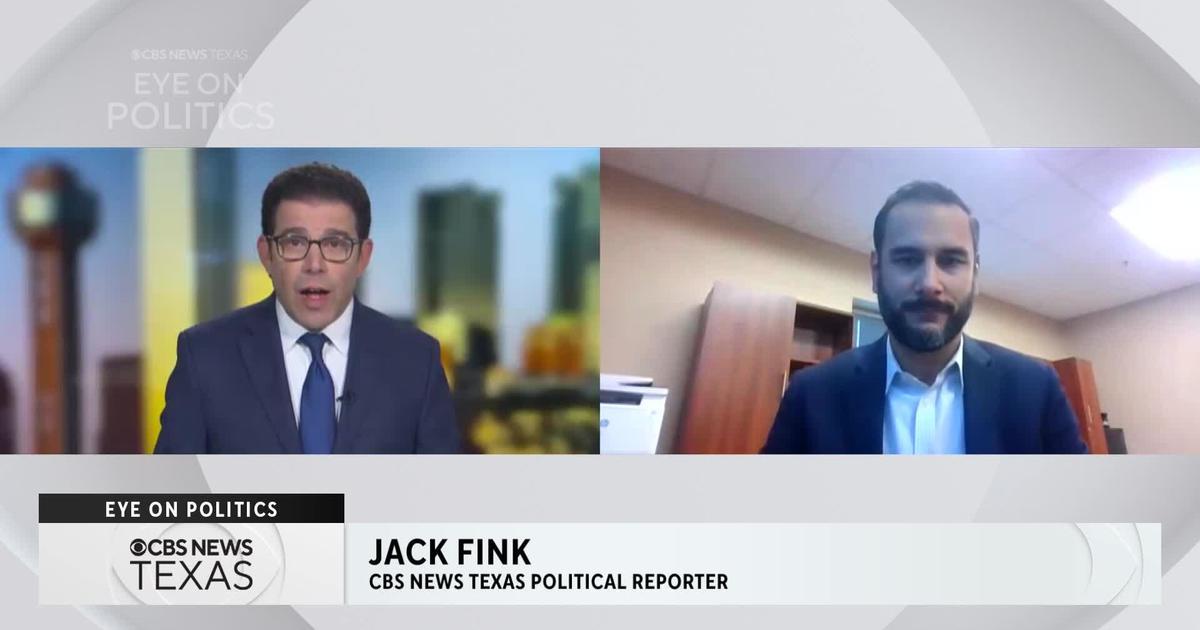 CBS NEWS TEXAS
EYE ON
POLITICS
EYE ON POLITICS
CBS NEWS
TEXAS
JACK FINK
CBS NEWS TEXAS POLITICAL REPORTER